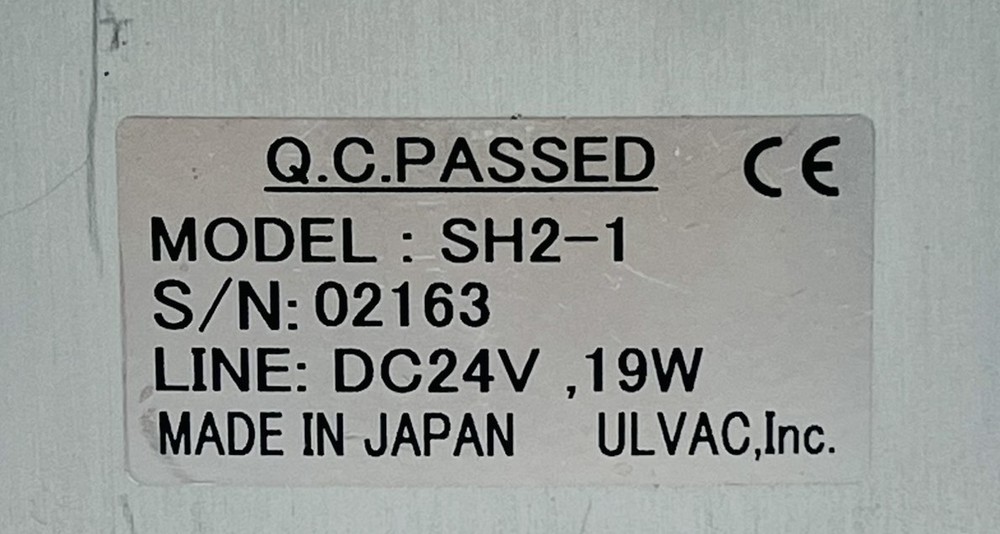 Q.C.PASSED CE
MODEL : SH2-1
S/N: 02163
LINE: DC24V ,19W
MADE IN JAPAN ULVAC,Inc.